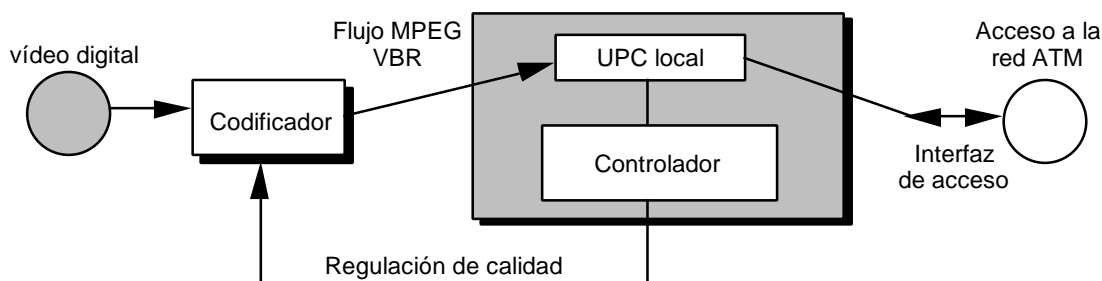 vídeo digital
Codificador
Flujo MPEG
VBR
UPC local
Controlador
Acceso a la
red ATM
Interfaz
de acceso
Regulación de calidad